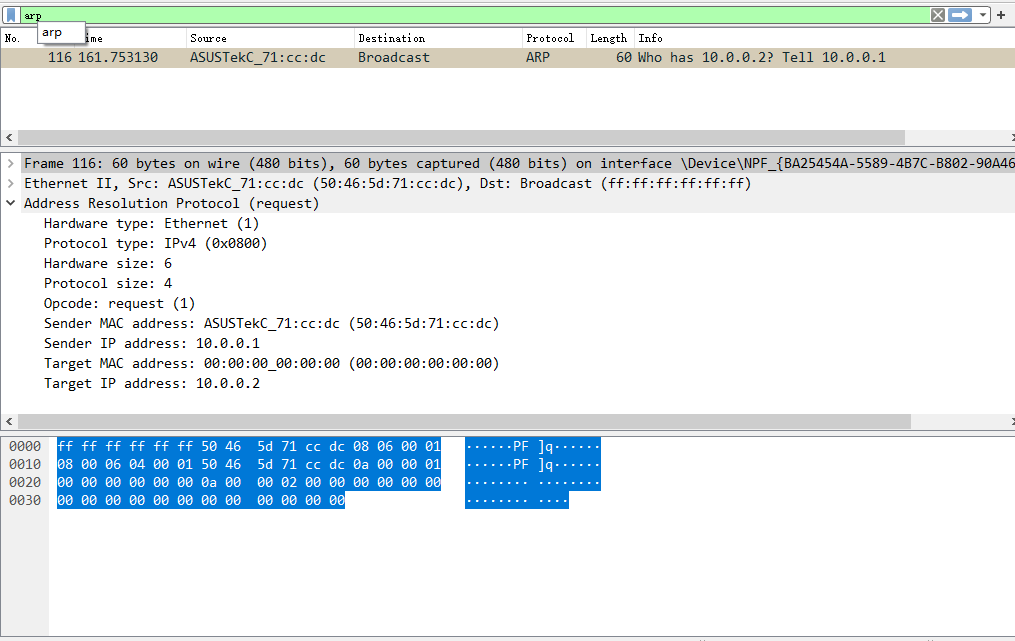 arp
arp
No. ime Source Destination Protocol Length Info
116 161.753130 ASUSTekC_71:cc:dc Broadcast ARP 60 Who has 10.0.0.2? Tell 10.0.0.1
Frame 116: 60 bytes on wire (480 bits), 60 bytes captured (480 bits) on interface \Device\NPF_{BA25454A-5589-4B7C-B802-90A46
Ethernet II, Src: ASUSTekC_71:cc:dc (50:46:5d:71:cc:dc), Dst: Broadcast (ff:ff:ff:ff:ff:ff)
Address Resolution Protocol (request)
Hardware type: Ethernet (1)
Protocol type: IPv4 (0x0800)
Hardware size: 6
Protocol size: 4
Opcode: request (1)
Sender MAC address: ASUSTekC_71:cc:dc (50:46:5d:71:cc:dc)
Sender IP address: 10.0.0.1
Target MAC address: 00:00:00_00:00:00 (00:00:00:00:00:00)
Target IP address: 10.0.0.2
0000 ff ff ff ff ff ff 50 46 5d 71 cc dc 08 06 00 01 ······PF ]q······
0010 08 00 06 04 00 01 50 46 5d 71 cc dc 0a 00 00 01 ······PF ]q······
0020 00 00 00 00 00 00 0a 00 00 02 00 00 00 00 00 00 ········ ········
0030 00 00 00 00 00 00 00 00 00 00 00 00 ········ ····